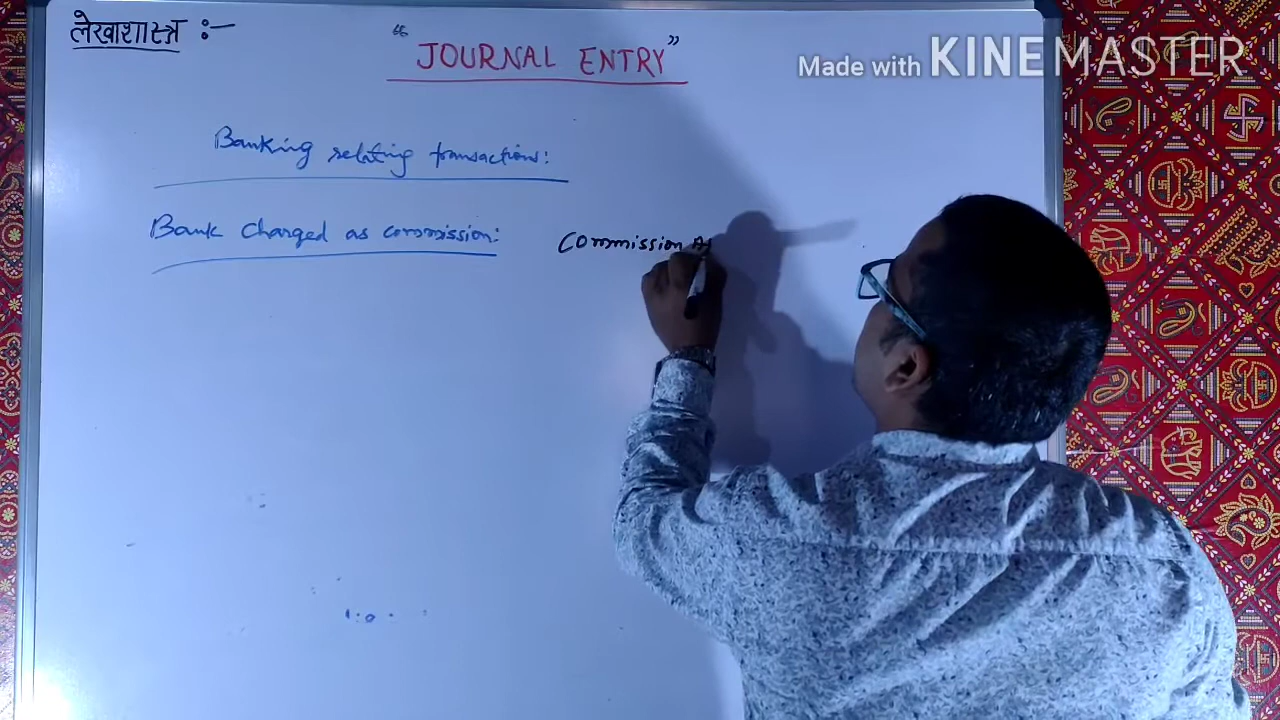 लेखाशास्त्र :-
"JOURNAL ENTRY"
Made with KINEMASTER
Banking relating transactions:
Bank charged as commission:
Commission